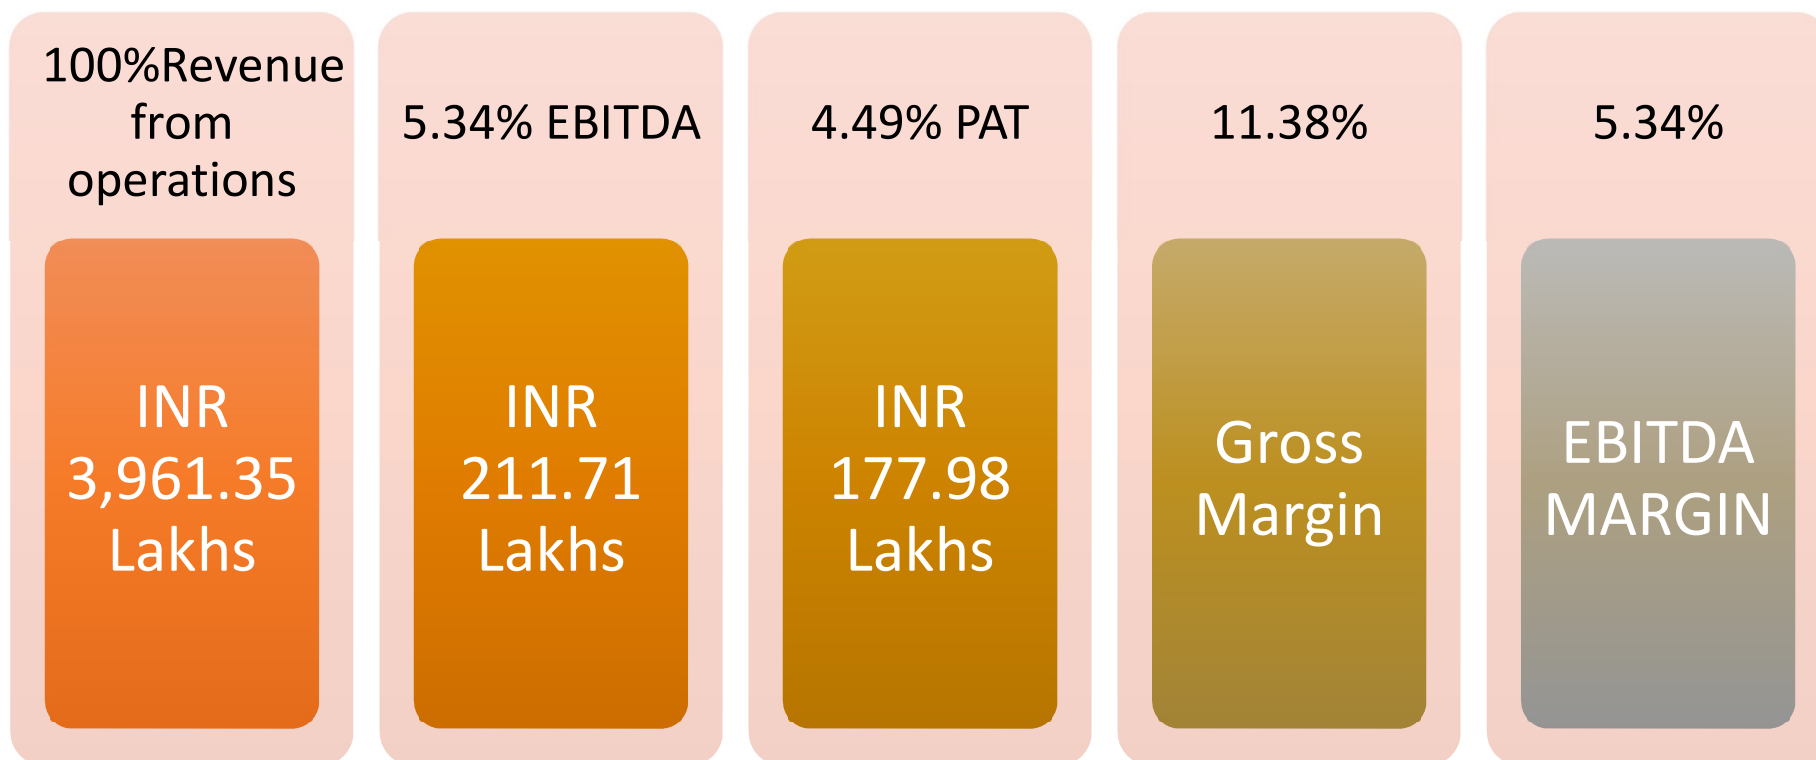 100%Revenue
from
operations
INR
3,961.35
Lakhs
5.34% EBITDA
INR
211.71
Lakhs
4.49% PAT
INR
177.98
Lakhs
11.38%
Gross
Margin
5.34%
EBITDA
MARGIN